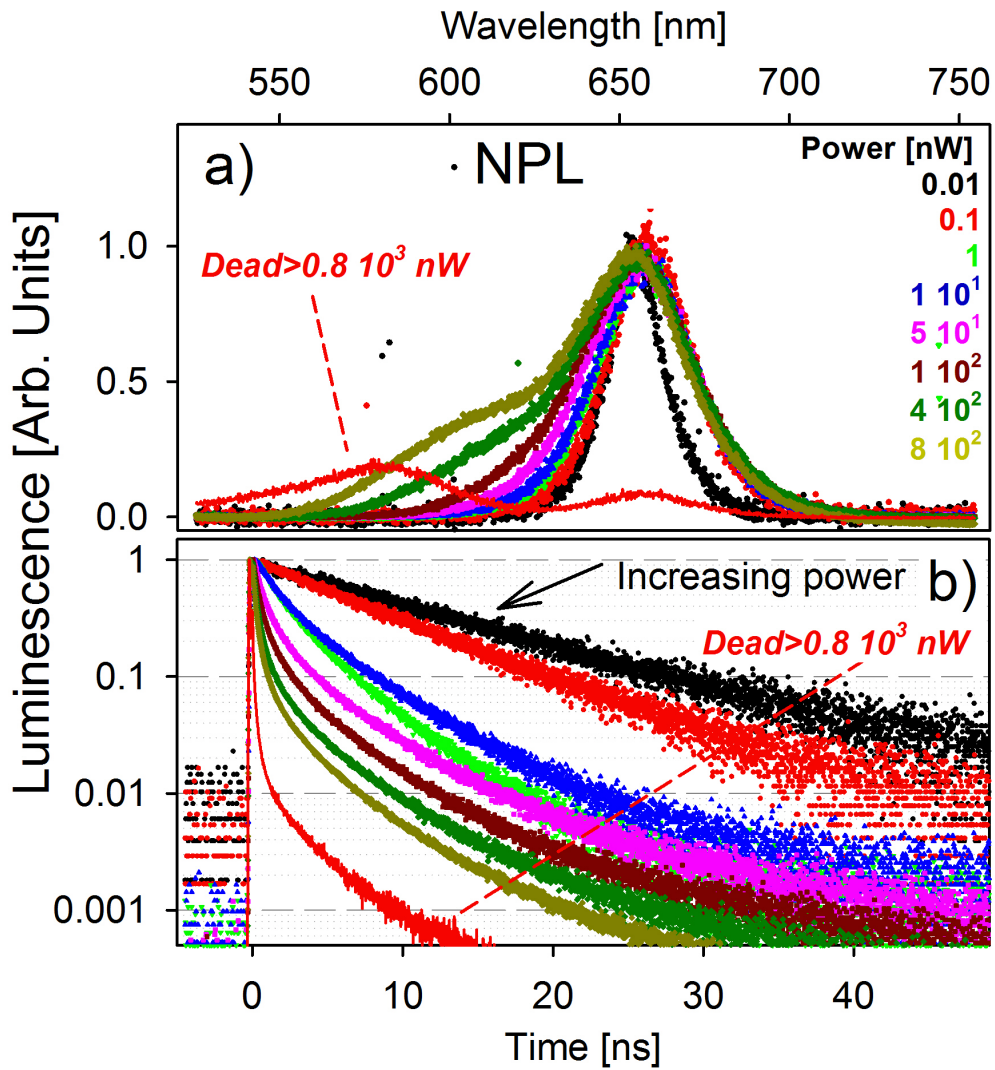 Wavelength [nm]
550 600 650 700 750
a) NPL
Power [nW]
0.01
0.1
1
1 10¹
5 10¹
1 10²
4 10²
8 10²
Dead>0.8 10³ nW
1.0
0.5
0.0
Luminescence [Arb. Units]
b)
Increasing power
Dead>0.8 10³ nW
1
0.1
0.01
0.001
0 10 20 30 40
Time [ns]